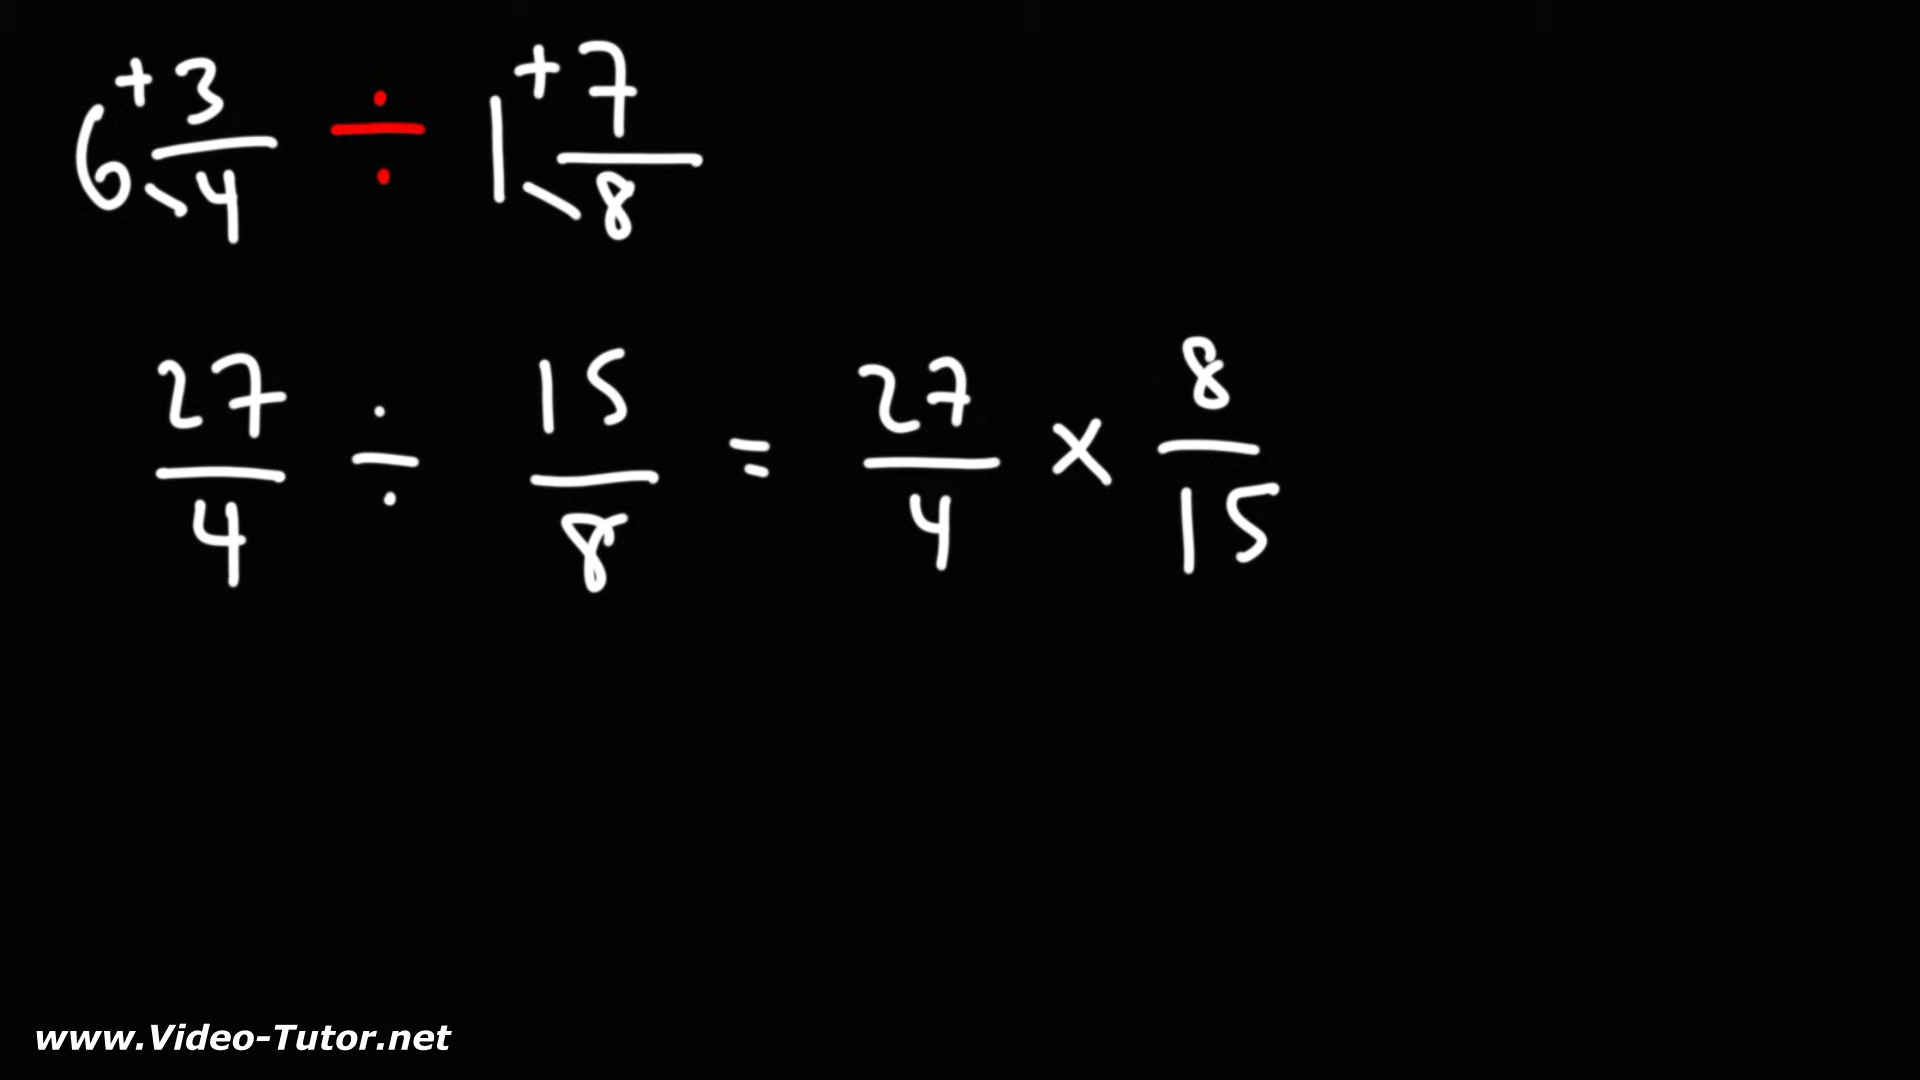 6 + 3/4 ÷ 1 + 7/8
27/4 ÷ 15/8 = 27/4 × 8/15
www.Video-Tutor.net